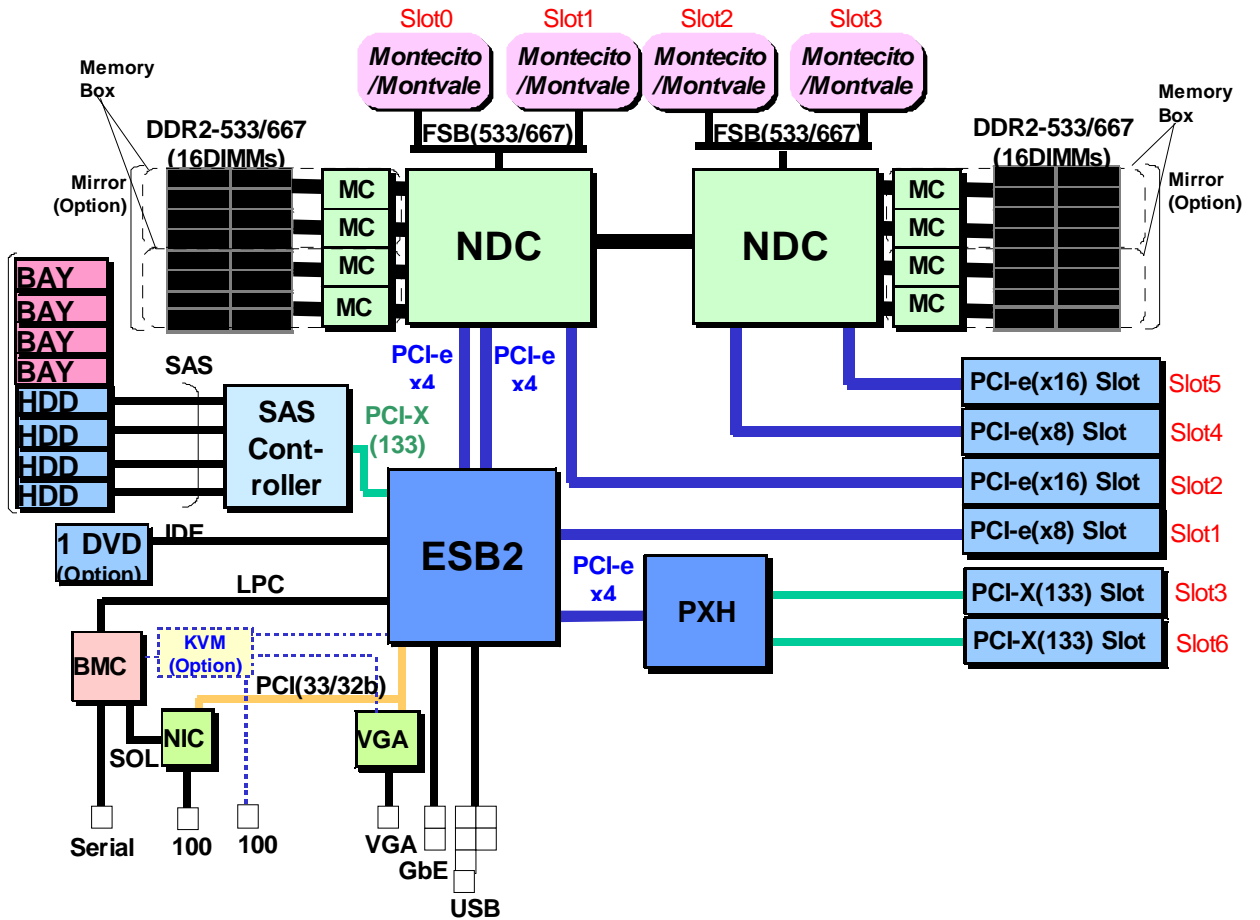 Slot0
Slot1
Slot2
Slot3
Montecito
/Montvale
Montecito
/Montvale
Montecito
/Montvale
Montecito
/Montvale
Memory
Box
Memory
Box
FSB(533/667)
FSB(533/667)
DDR2-533/667
(16DIMMs)
DDR2-533/667
(16DIMMs)
Mirror
(Option)
Mirror
(Option)
MC
MC
MC
MC
NDC
NDC
MC
MC
MC
MC
BAY
BAY
BAY
BAY
HDD
HDD
HDD
HDD
SAS
SAS
Cont-
roller
PCI-X
(133)
PCI-e
x4
PCI-e
x4
PCI-e(x16) Slot
Slot5
PCI-e(x8) Slot
Slot4
PCI-e(x16) Slot
Slot2
PCI-e(x8) Slot
Slot1
1 DVD
(Option)
IDE
ESB2
PCI-e
x4
PXH
PCI-X(133) Slot
Slot3
PCI-X(133) Slot
Slot6
LPC
BMC
KVM
(Option)
PCI(33/32b)
SOL
NIC
VGA
Serial
100
100
VGA
GbE
USB